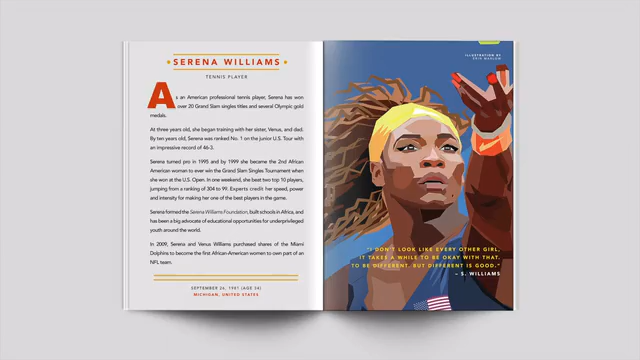 SERENA WILLIAMS
TENNIS PLAYER
As an American professional tennis player, Serena has won
over 20 Grand Slam singles titles and several Olympic gold
medals.
At three years old, she began training with her sister, Venus, and dad.
By ten years old, Serena was ranked No. 1 on the junior U.S. Tour with
an impressive record of 46-3.
Serena turned pro in 1995 and by 1999 she became the 2nd African
American woman to ever win the Grand Slam Singles Tournament when
she won at the U.S. Open. In one weekend, she beat two top 10 players,
jumping from a ranking of 304 to 99. Experts credit her speed, power
and intensity for making her one of the best players in the game.
Serena formed the Serena Williams Foundation, built schools in Africa, and
has been a big advocate of educational opportunities for underprivileged
youth around the world.
In 2009, Serena and Venus Williams purchased shares of the Miami
Dolphins to become the first African-American women to own part of an
NFL team.
SEPTEMBER 26, 1981 (AGE 34)
MICHIGAN, UNITED STATES
ILLUSTRATION BY
"I DON'T LOOK LIKE EVERY OTHER GIRL,
IT TAKES A WHILE TO BE OKAY WITH THAT.
TO BE DIFFERENT. BUT DIFFERENT IS GOOD."
– S. WILLIAMS